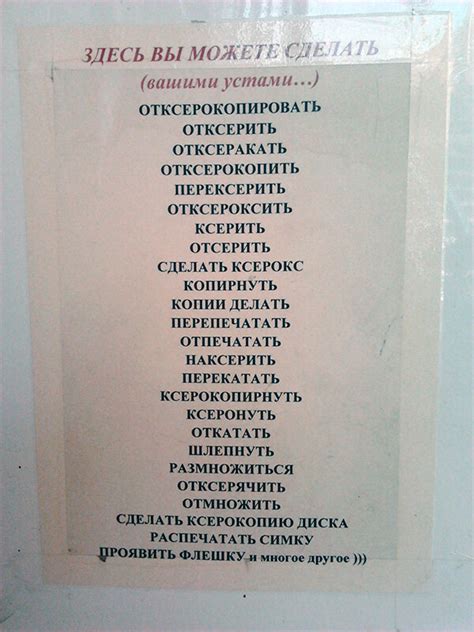 ЗДЕСЬ ВЫ МОЖЕТЕ СДЕЛАТЬ
(вашими устами...)
ОТКСЕРОКОПИРОВАТЬ
ОТКСЕРИТЬ
ОТКСЕРАКАТЬ
ОТКСЕРОКОПИТЬ
ПЕРЕКСЕРИТЬ
ОТКСЕРОКСИТЬ
КСЕРИТЬ
ОТСЕРИТЬ
СДЕЛАТЬ КСЕРОКС
КОПИРНУТЬ
КОПИИ ДЕЛАТЬ
ПЕРЕПЕЧАТАТЬ
ОТПЕЧАТАТЬ
НАКСЕРИТЬ
ПЕРЕКАТАТЬ
КСЕРОКОПИРНУТЬ
КСЕРОНУТЬ
ОТКАТАТЬ
ШЛЕПНУТЬ
РАЗМНОЖИТЬСЯ
ОТКСЕРЯЧИТЬ
ОТМНОЖИТЬ
СДЕЛАТЬ КСЕРОКОПИЮ ДИСКА
РАСПЕЧАТАТЬ СИМКУ
ПРОЯВИТЬ ФЛЕШКУ и многое другое )))